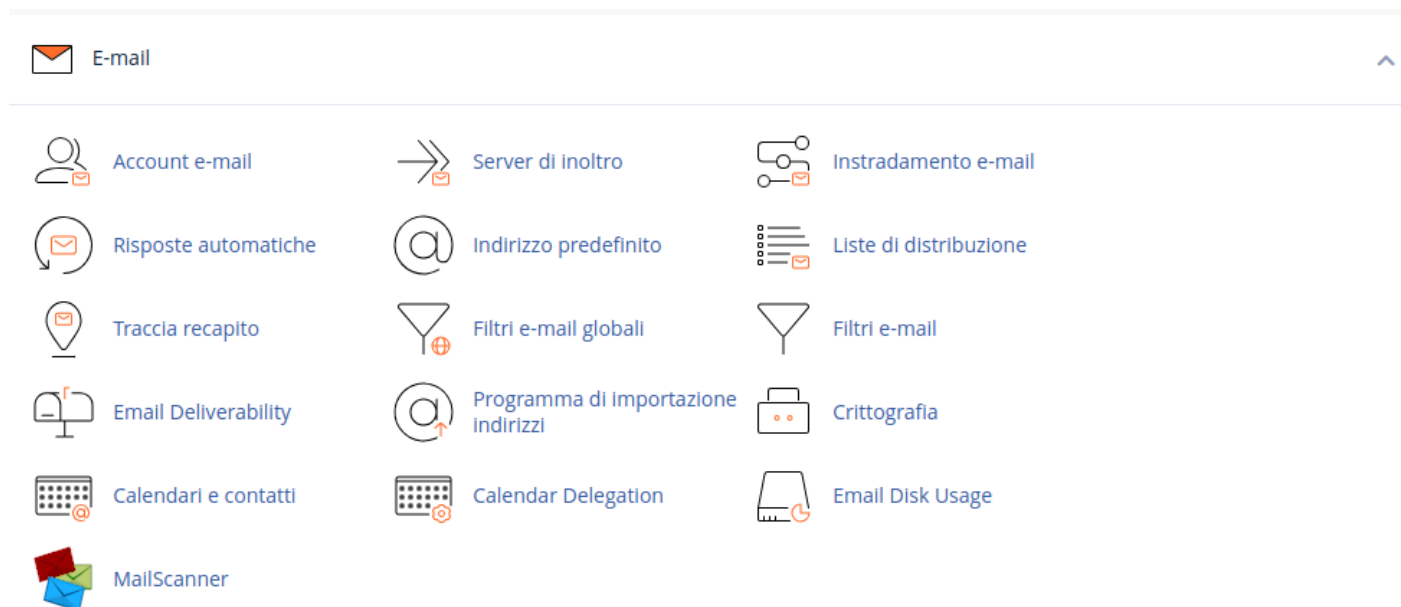 E-mail
Account e-mail
Server di inoltro
Instradamento e-mail
Risposte automatiche
Indirizzo predefinito
Liste di distribuzione
Traccia recapito
Filtri e-mail globali
Filtri e-mail
Email Deliverability
Programma di importazione
indirizzi
Crittografia
Calendari e contatti
Calendar Delegation
Email Disk Usage
MailScanner